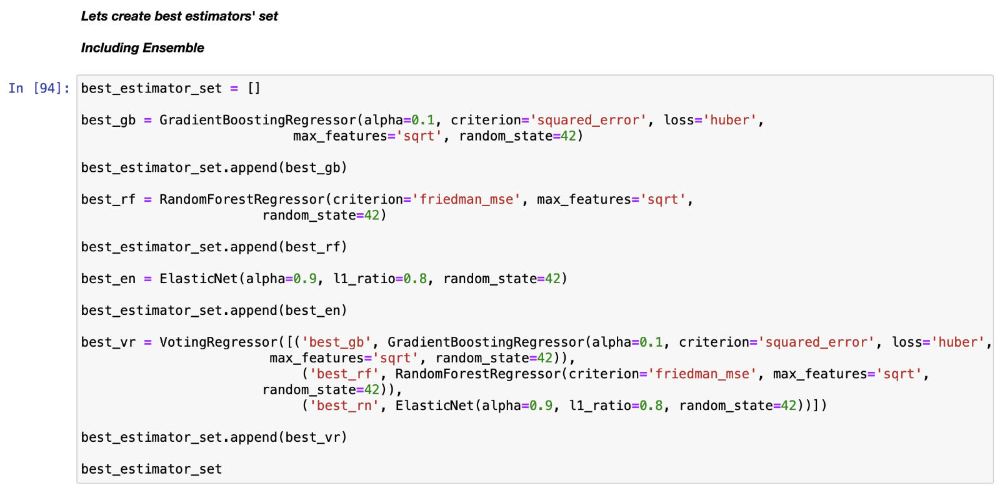 Lets create best estimators' set
Including Ensemble
In [94]: best_estimator_set = []
best_gb = GradientBoostingRegressor(alpha=0.1, criterion='squared_error', loss='huber',
max_features='sqrt', random_state=42)
best_estimator_set.append(best_gb)
best_rf = RandomForestRegressor(criterion='friedman_mse', max_features='sqrt',
random_state=42)
best_estimator_set.append(best_rf)
best_en = ElasticNet(alpha=0.9, l1_ratio=0.8, random_state=42)
best_estimator_set.append(best_en)
best_vr = VotingRegressor([('best_gb', GradientBoostingRegressor(alpha=0.1, criterion='squared_error', loss='huber',
max_features='sqrt', random_state=42)),
('best_rf', RandomForestRegressor(criterion='friedman_mse', max_features='sqrt',
random_state=42)),
('best_rn', ElasticNet(alpha=0.9, l1_ratio=0.8, random_state=42))])
best_estimator_set.append(best_vr)
best_estimator_set